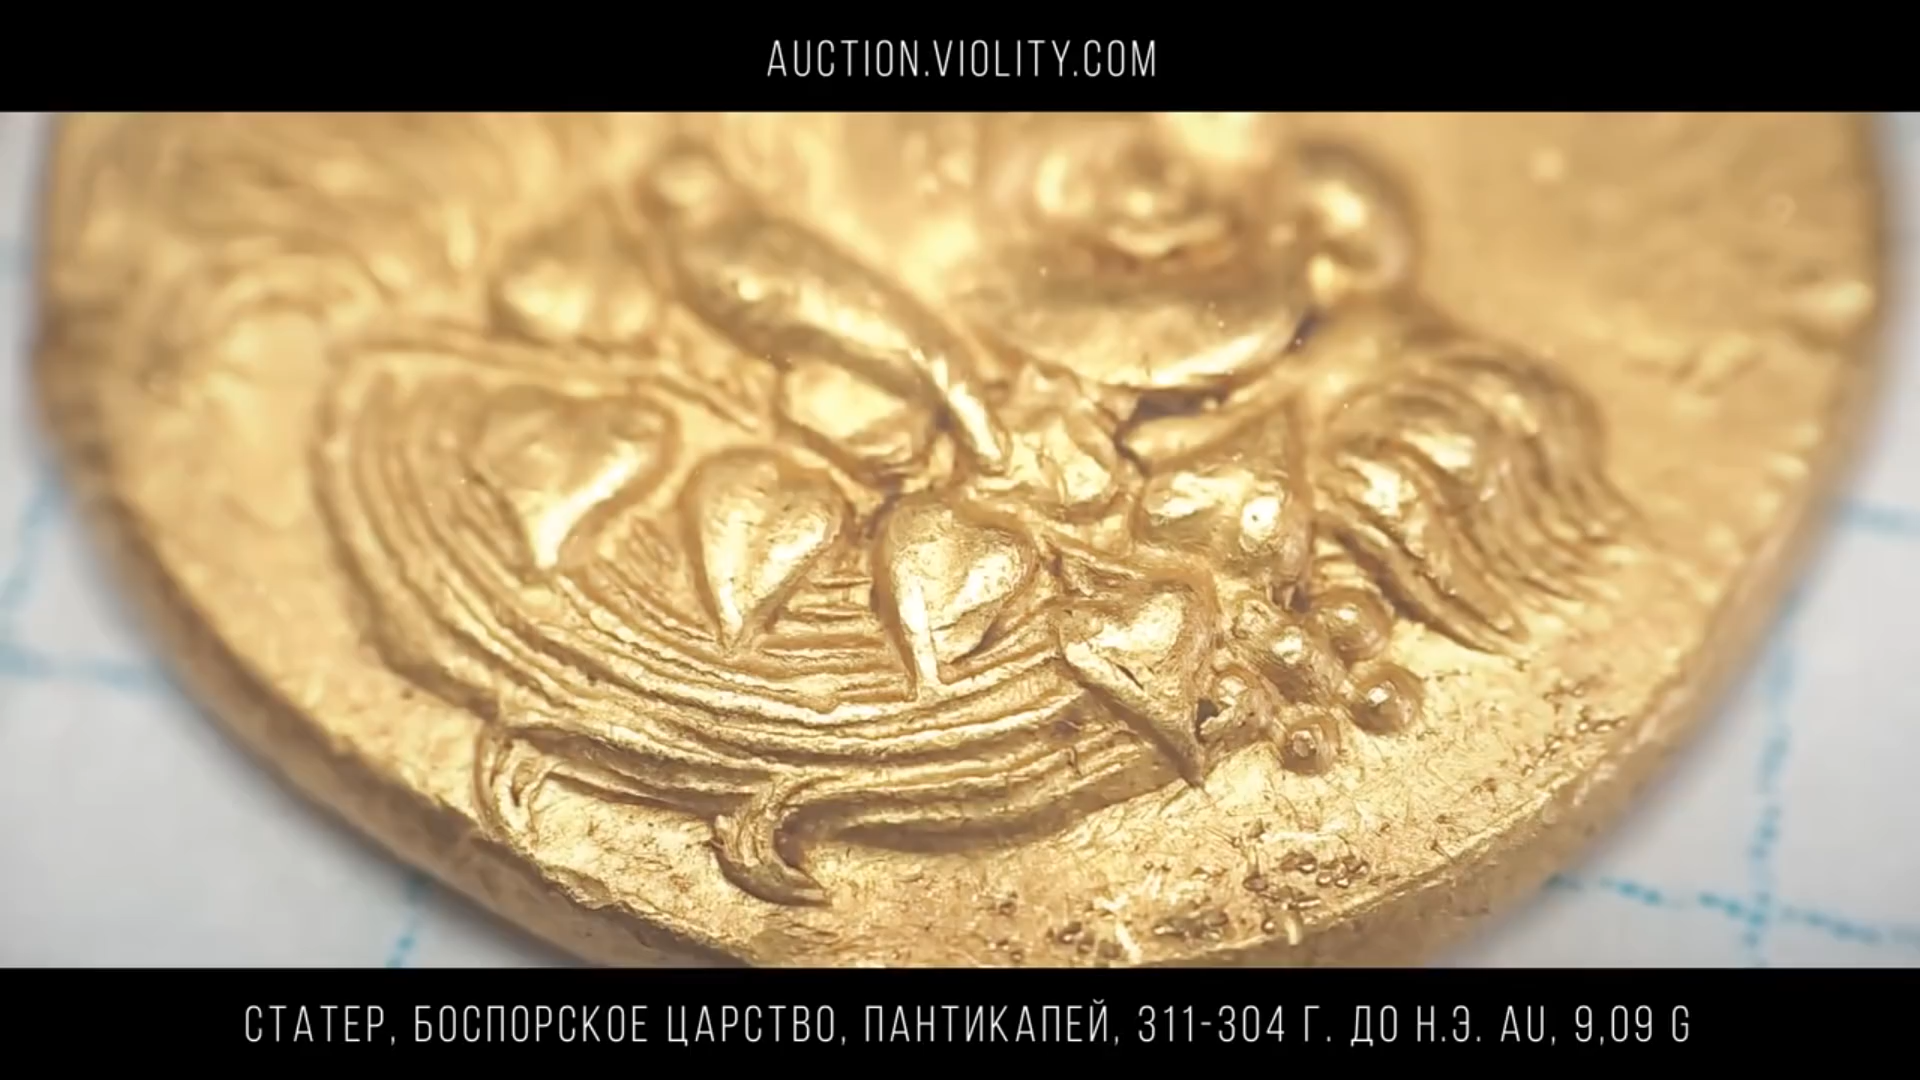 AUCTION.VIOLITY.COM
СТАТЕР, БОСПОРСКОЕ ЦАРСТВО, ПАНТИКАПЕЙ, 311-304 Г. ДО Н.Э. AU, 9,09 G